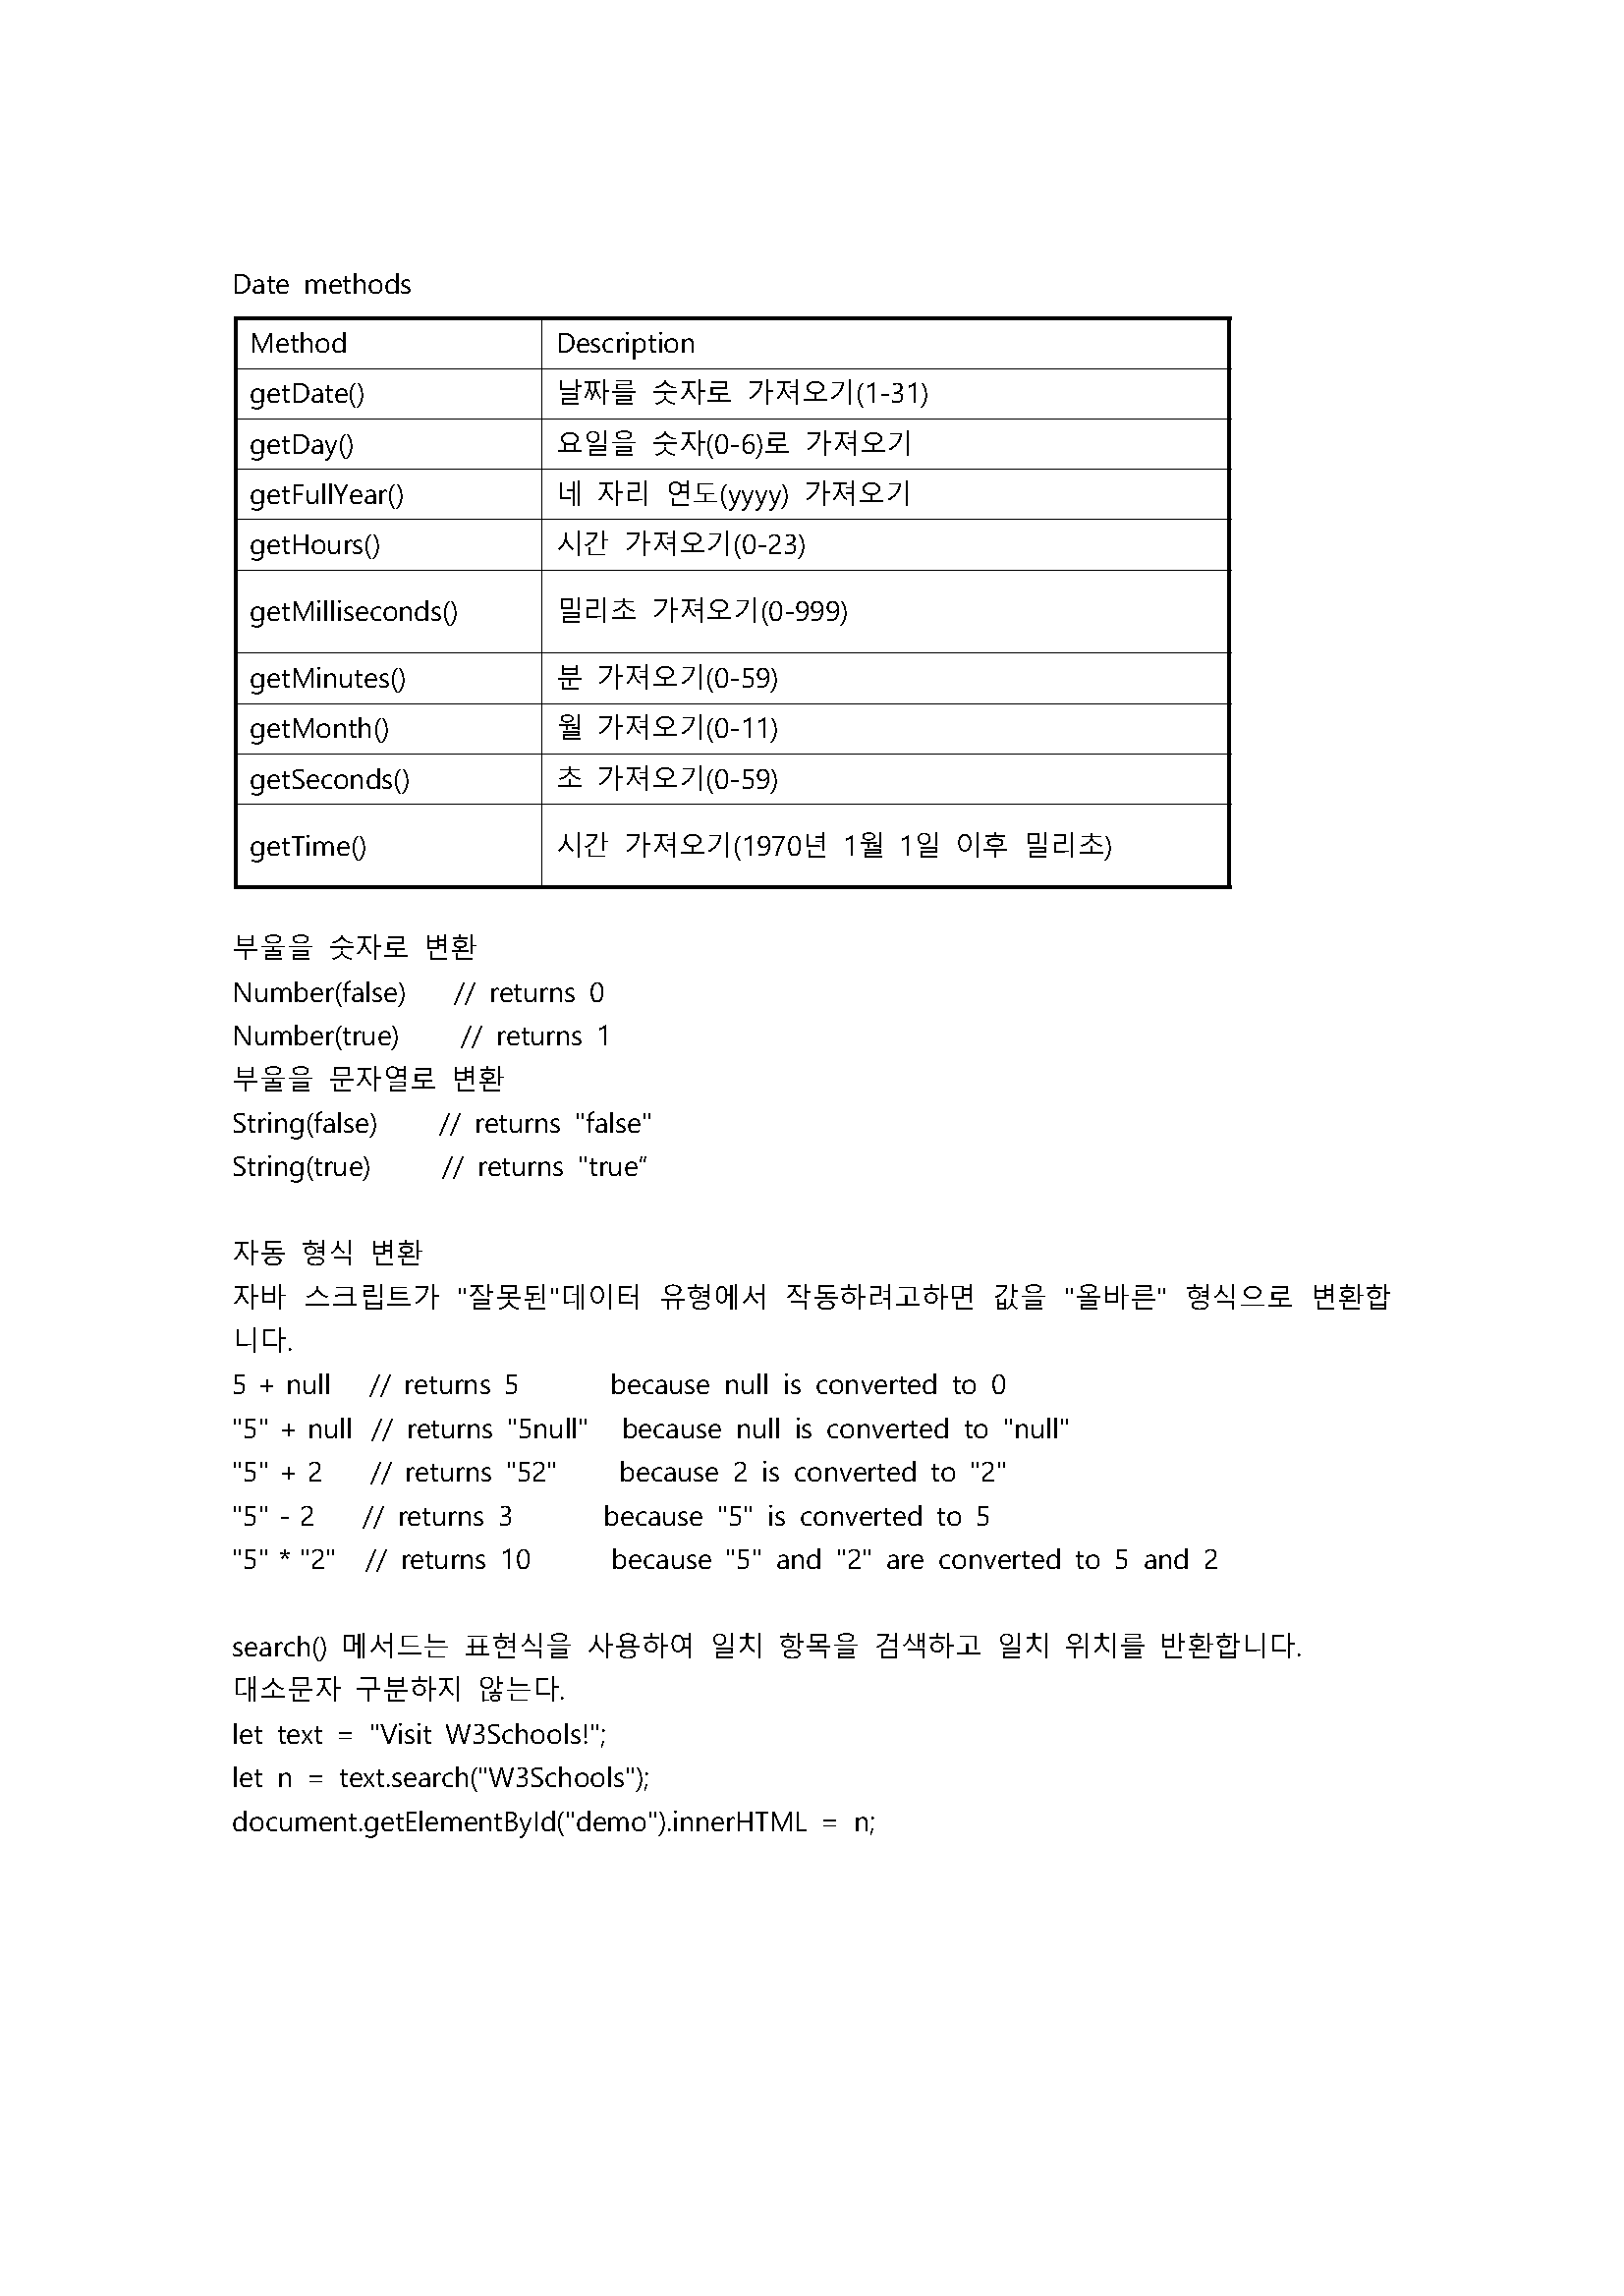 Date methods
Method Description
getDate() 날짜를 숫자로 가져오기(1-31)
getDay() 요일을 숫자(0-6)로 가져오기
getFullYear() 네 자리 연도(yyyy) 가져오기
getHours() 시간 가져오기(0-23)
getMilliseconds() 밀리초 가져오기(0-999)
getMinutes() 분 가져오기(0-59)
getMonth() 월 가져오기(0-11)
getSeconds() 초 가져오기(0-59)
getTime() 시간 가져오기(1970년 1월 1일 이후 밀리초)
부울을 숫자로 변환
Number(false) // returns 0
Number(true) // returns 1
부울을 문자열로 변환
String(false) // returns "false"
String(true) // returns "true“
자동 형식 변환
자바 스크립트가 "잘못된"데이터 유형에서 작동하려고하면 값을 "올바른" 형식으로 변환합
니다.
5 + null // returns 5 because null is converted to 0
"5" + null // returns "5null" because null is converted to "null"
"5" + 2 // returns "52" because 2 is converted to "2"
"5" - 2 // returns 3 because "5" is converted to 5
"5" * "2" // returns 10 because "5" and "2" are converted to 5 and 2
search() 메서드는 표현식을 사용하여 일치 항목을 검색하고 일치 위치를 반환합니다.
대소문자 구분하지 않는다.
let text = "Visit W3Schools!";
let n = text.search("W3Schools");
document.getElementById("demo").innerHTML = n;